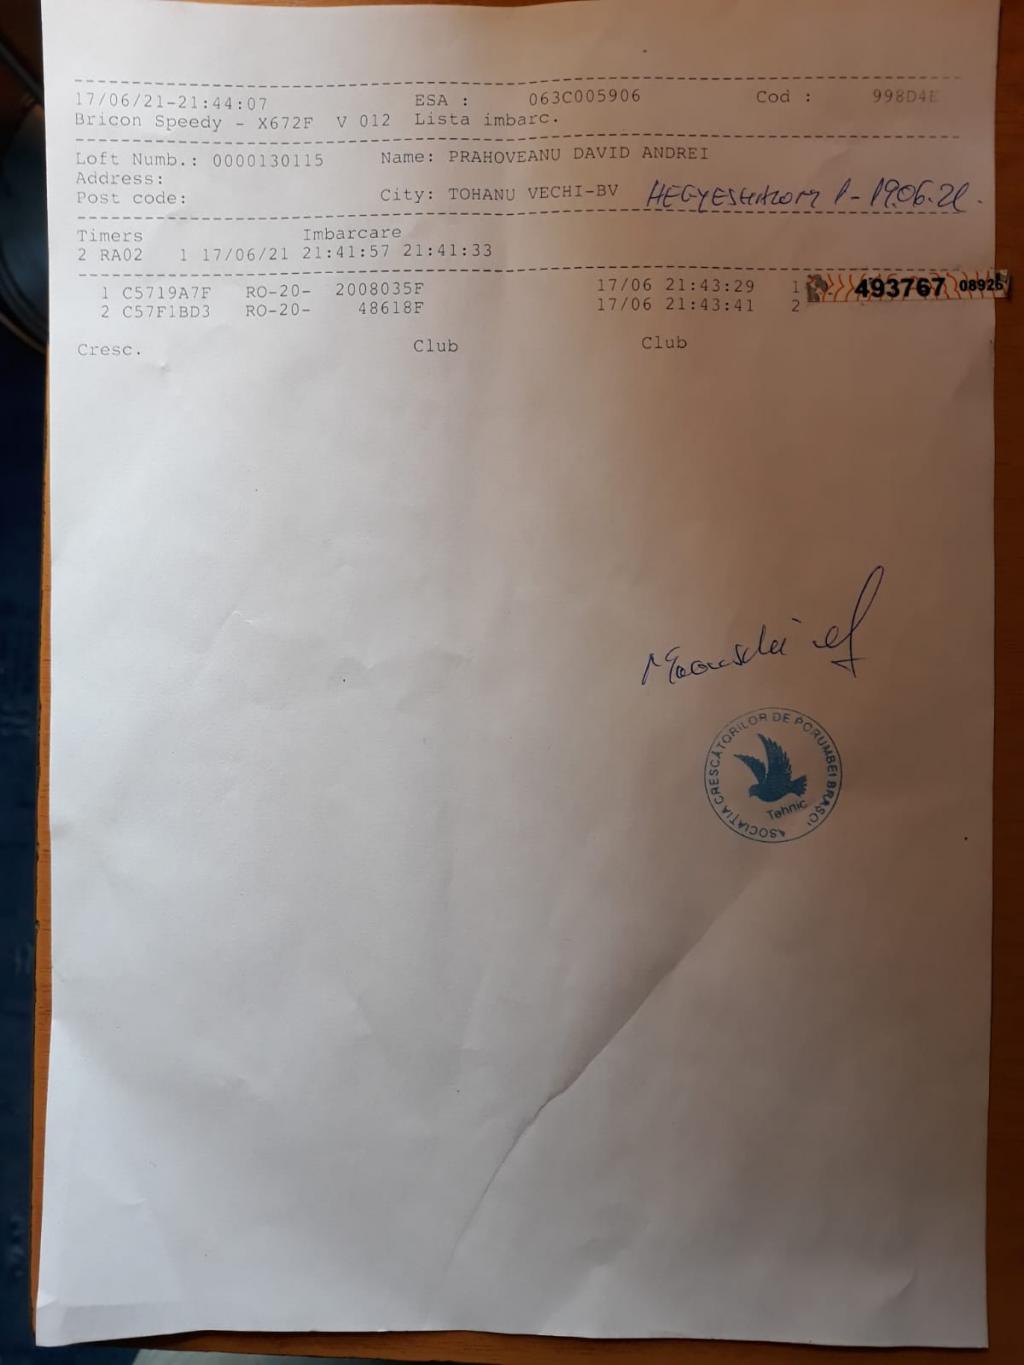 17/06/21-21:44:07 ESA : 063C005906 Cod : 998D4E
Bricon Speedy - X672F V 012 Lista imbarc.
Loft Numb.: 0000130115 Name: PRAHOVEANU DAVID ANDREI
Address:
Post code: City: TOHANU VECHI-BV HEGYESHALOM 1 - 19.06.21.
Timers Imbarcare
2 RA02 1 17/06/21 21:41:57 21:41:33
1 C5719A7F RO-20- 2008035F 17/06 21:43:29 1 493767 08926
2 C57F1BD3 RO-20- 48618F 17/06 21:43:41 2
Cresc. Club Club
ASOCIAȚIA CRESCĂTORILOR DE PORUMBEI BRAȘOV
Tehnic